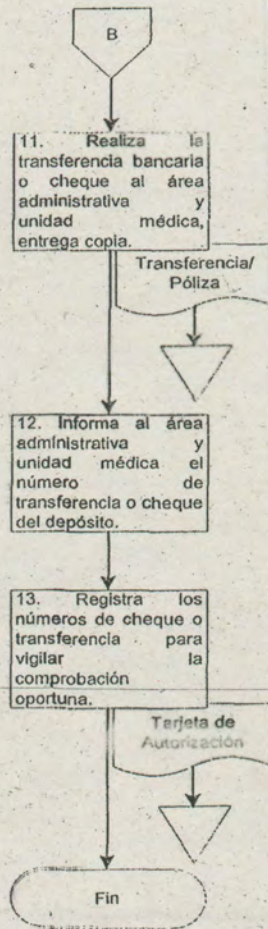 B
11. Realiza la
transferencia bancaria
o cheque al área
administrativa y
unidad médica,
entrega copia.
Transferencia/
Póliza
12. Informa al área
administrativa y
unidad médica el
número de
transferencia o cheque
del depósito.
13. Registra los
números de cheque o
transferencia para
vigilar la
comprobación
oportuna.
Tarjeta de
Autorización
Fin